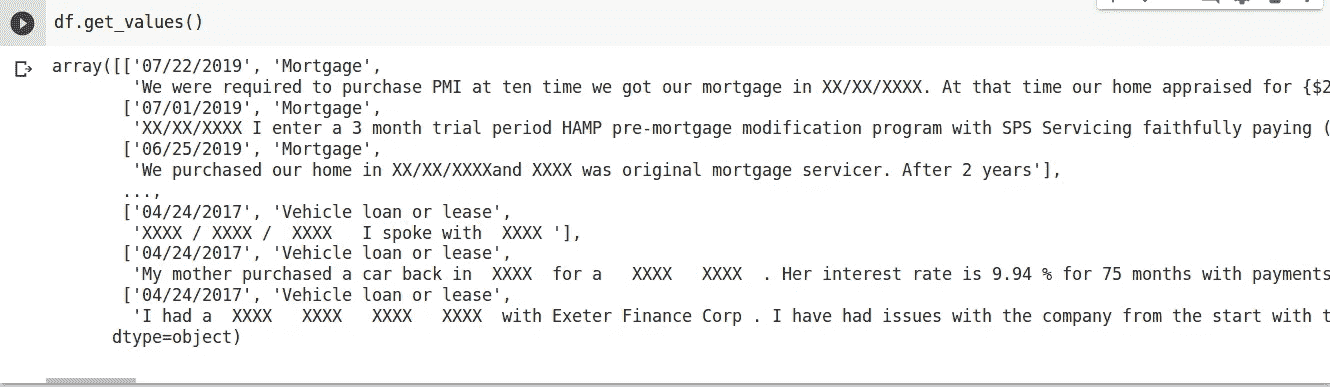 df.get_values()
array([['07/22/2019', 'Mortgage',
'We were required to purchase PMI at ten time we got our mortgage in XX/XX/XXXX. At that time our home appraised for {$2
['07/01/2019', 'Mortgage',
'XX/XX/XXXX I enter a 3 month trial period HAMP pre-mortgage modification program with SPS Servicing faithfully paying (
['06/25/2019', 'Mortgage',
'We purchased our home in XX/XX/XXXXand XXXX was original mortgage servicer. After 2 years'],
...,
['04/24/2017', 'Vehicle loan or lease',
'XXXX / XXXX /  XXXX   I spoke with  XXXX '],
['04/24/2017', 'Vehicle loan or lease',
'My mother purchased a car back in  XXXX  for a   XXXX   XXXX  . Her interest rate is 9.94 % for 75 months with payments
['04/24/2017', 'Vehicle loan or lease',
'I had a  XXXX   XXXX   XXXX   XXXX  with Exeter Finance Corp . I have had issues with the company from the start with t
dtype=object)